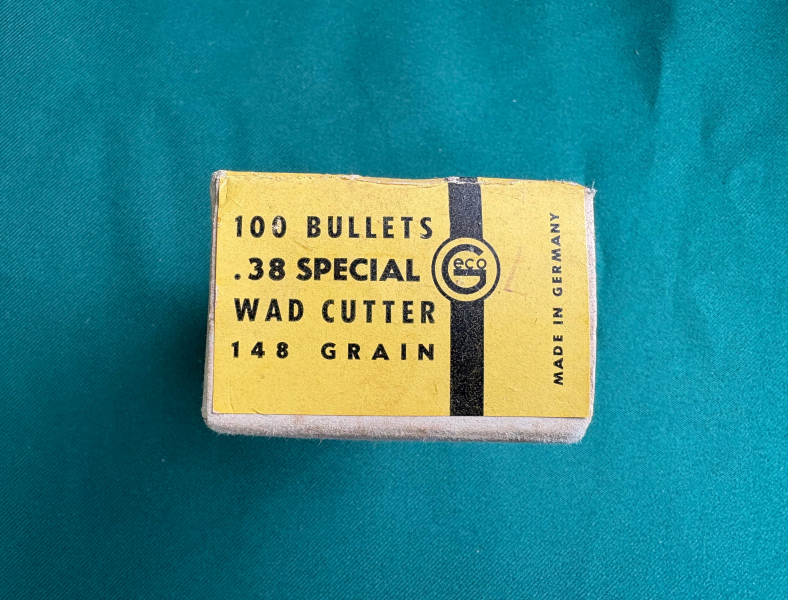 100 BULLETS
.38 SPECIAL
WAD CUTTER
148 GRAIN
Geco
MADE IN GERMANY